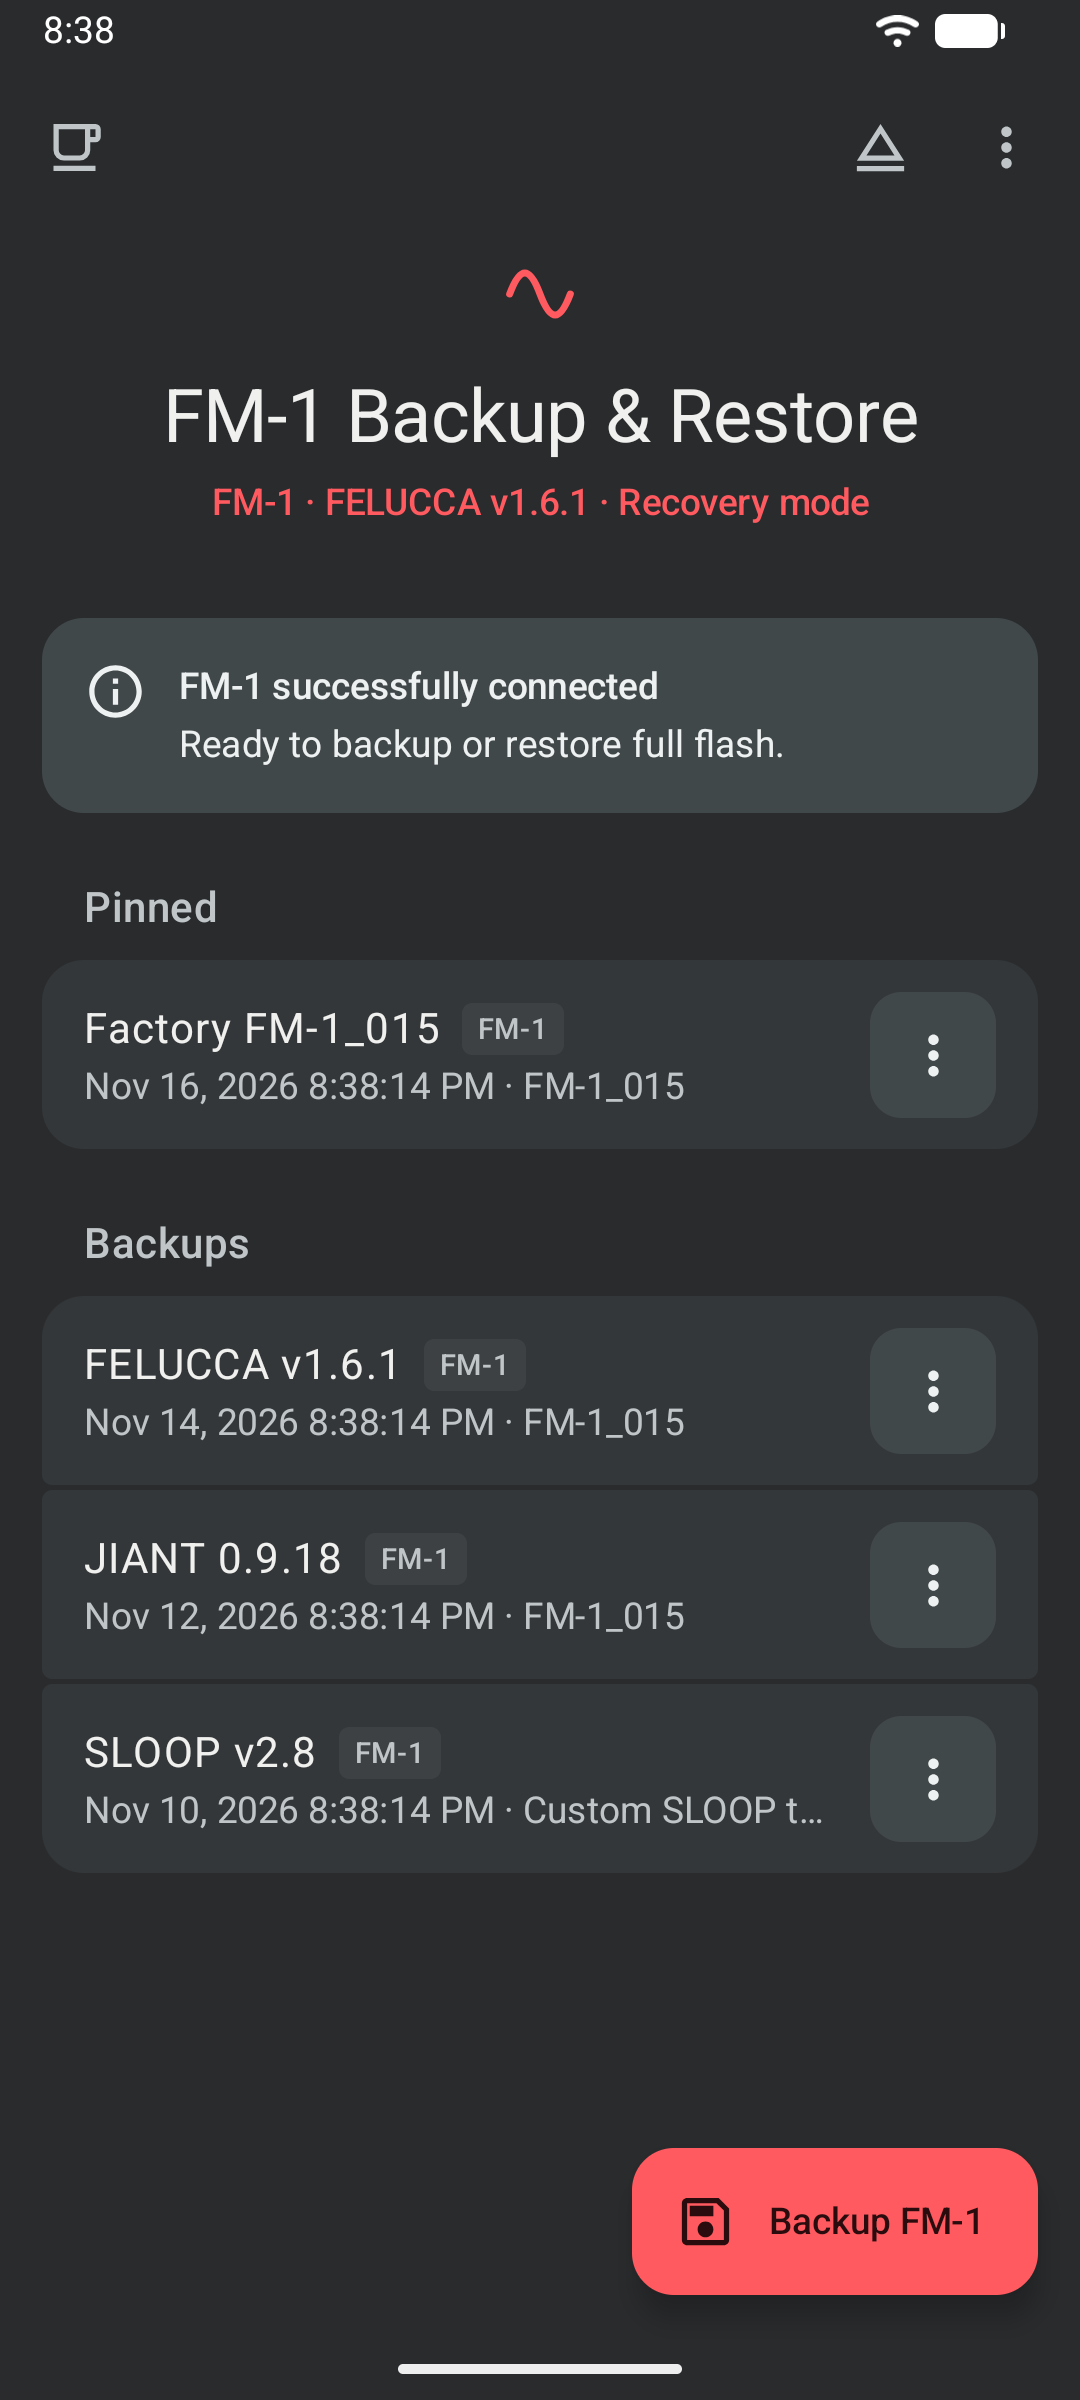 8:38
FM-1 Backup & Restore
FM-1 · FELUCCA v1.6.1 · Recovery mode
FM-1 successfully connected
Ready to backup or restore full flash.
Pinned
Factory FM-1_015 FM-1
Nov 16, 2026 8:38:14 PM · FM-1_015
Backups
FELUCCA v1.6.1 FM-1
Nov 14, 2026 8:38:14 PM · FM-1_015
JIANT 0.9.18 FM-1
Nov 12, 2026 8:38:14 PM · FM-1_015
SLOOP v2.8 FM-1
Nov 10, 2026 8:38:14 PM · Custom SLOOP t...
Backup FM-1